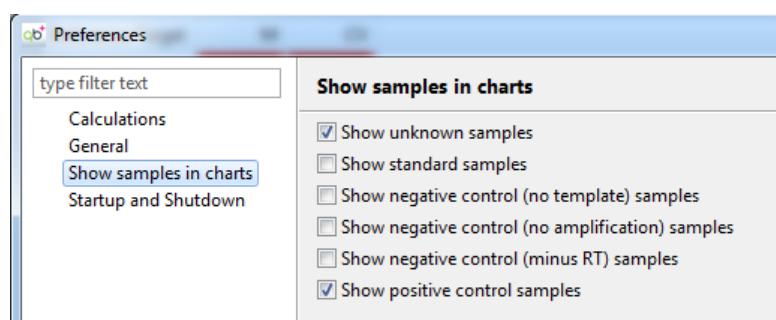 qb+ Preferences
type filter text
Calculations
General
Show samples in charts
Startup and Shutdown
Show samples in charts
Show unknown samples
Show standard samples
Show negative control (no template) samples
Show negative control (no amplification) samples
Show negative control (minus RT) samples
Show positive control samples